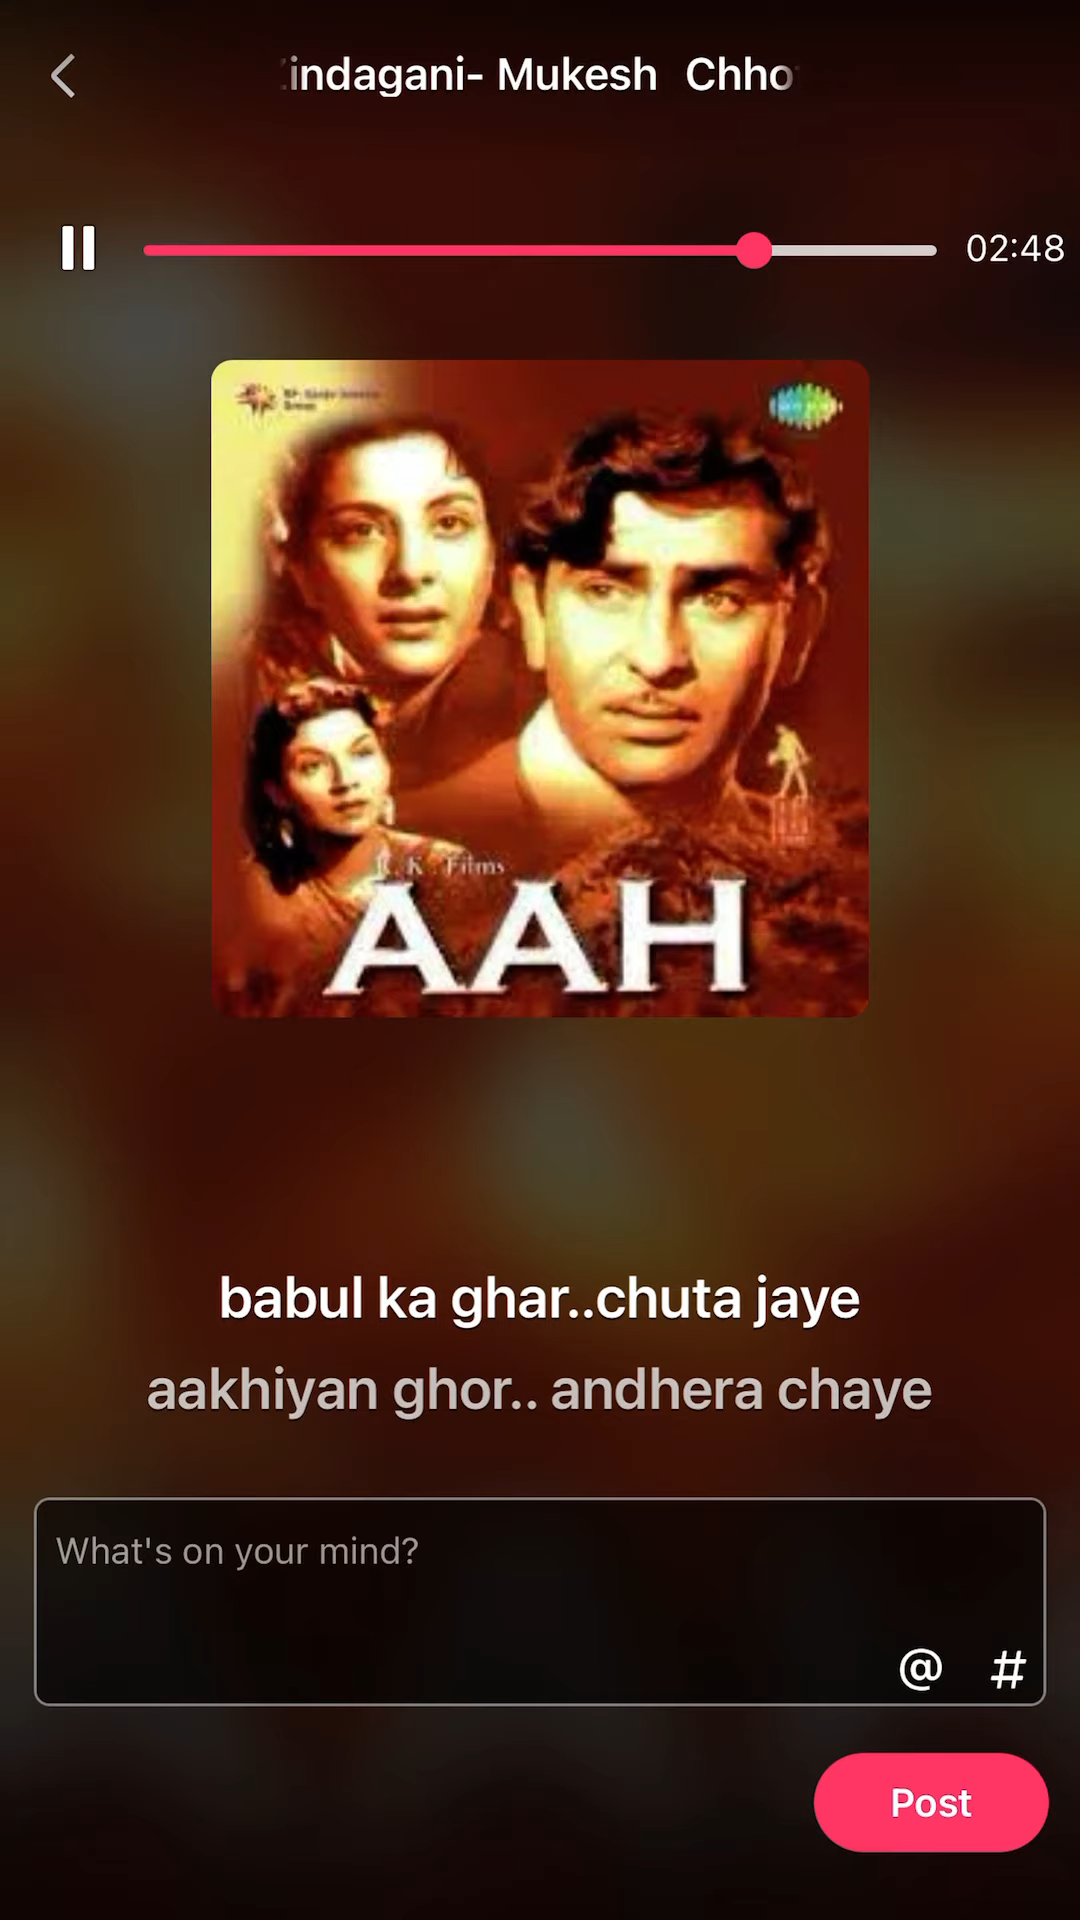 indagani- Mukesh Chho
02:48
R. K. Films
AAH
babul ka ghar..chuta jaye
aakhiyan ghor.. andhera chaye
What's on your mind?
@ #
Post